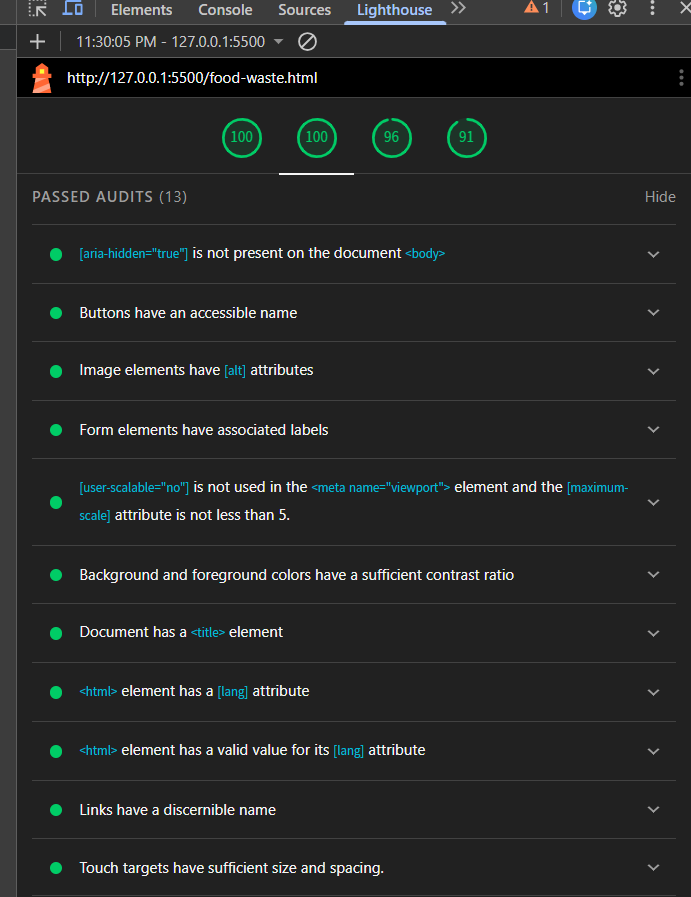 Elements Console Sources Lighthouse 1
11:30:05 PM - 127.0.0.1:5500
http://127.0.0.1:5500/food-waste.html
100 100 96 91
PASSED AUDITS (13) Hide
[aria-hidden="true"] is not present on the document <body>
Buttons have an accessible name
Image elements have [alt] attributes
Form elements have associated labels
[user-scalable="no"] is not used in the <meta name="viewport"> element and the [maximum-
scale] attribute is not less than 5.
Background and foreground colors have a sufficient contrast ratio
Document has a <title> element
<html> element has a [lang] attribute
<html> element has a valid value for its [lang] attribute
Links have a discernible name
Touch targets have sufficient size and spacing.